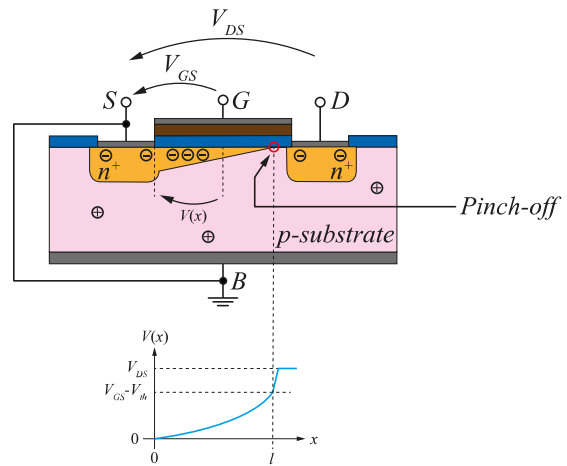 V_DS
V_GS
S G D
n⁺ n⁺
V(x)
Pinch-off
p-substrate
B
V(x)
V_DS
V_GS-V_th
0
0 l x